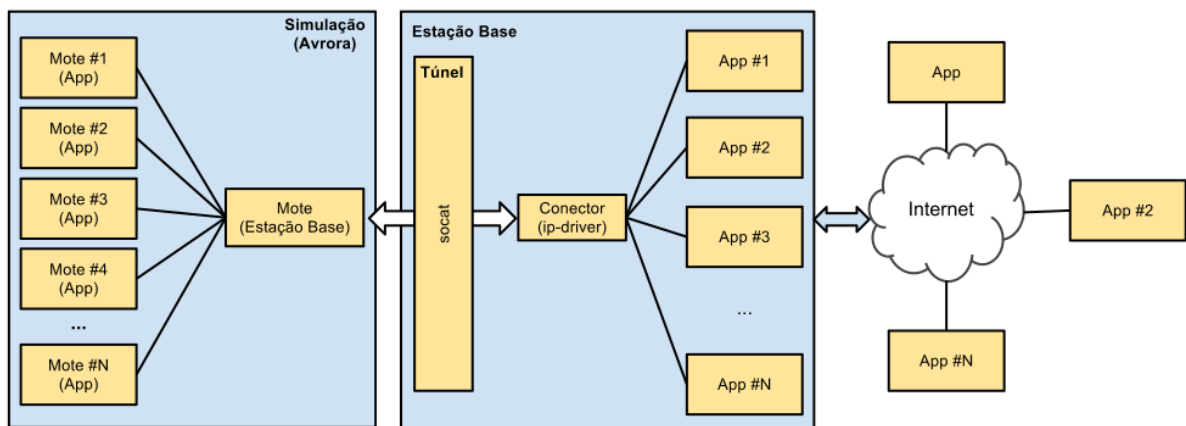 Simulação
(Avrora)
Mote #1
(App)
Mote #2
(App)
Mote #3
(App)
Mote #4
(App)
...
Mote #N
(App)
Mote
(Estação Base)
Estação Base
Túnel
socat
Conector
(ip-driver)
App #1
App #2
App #3
...
App #N
App
Internet
App #2
App #N